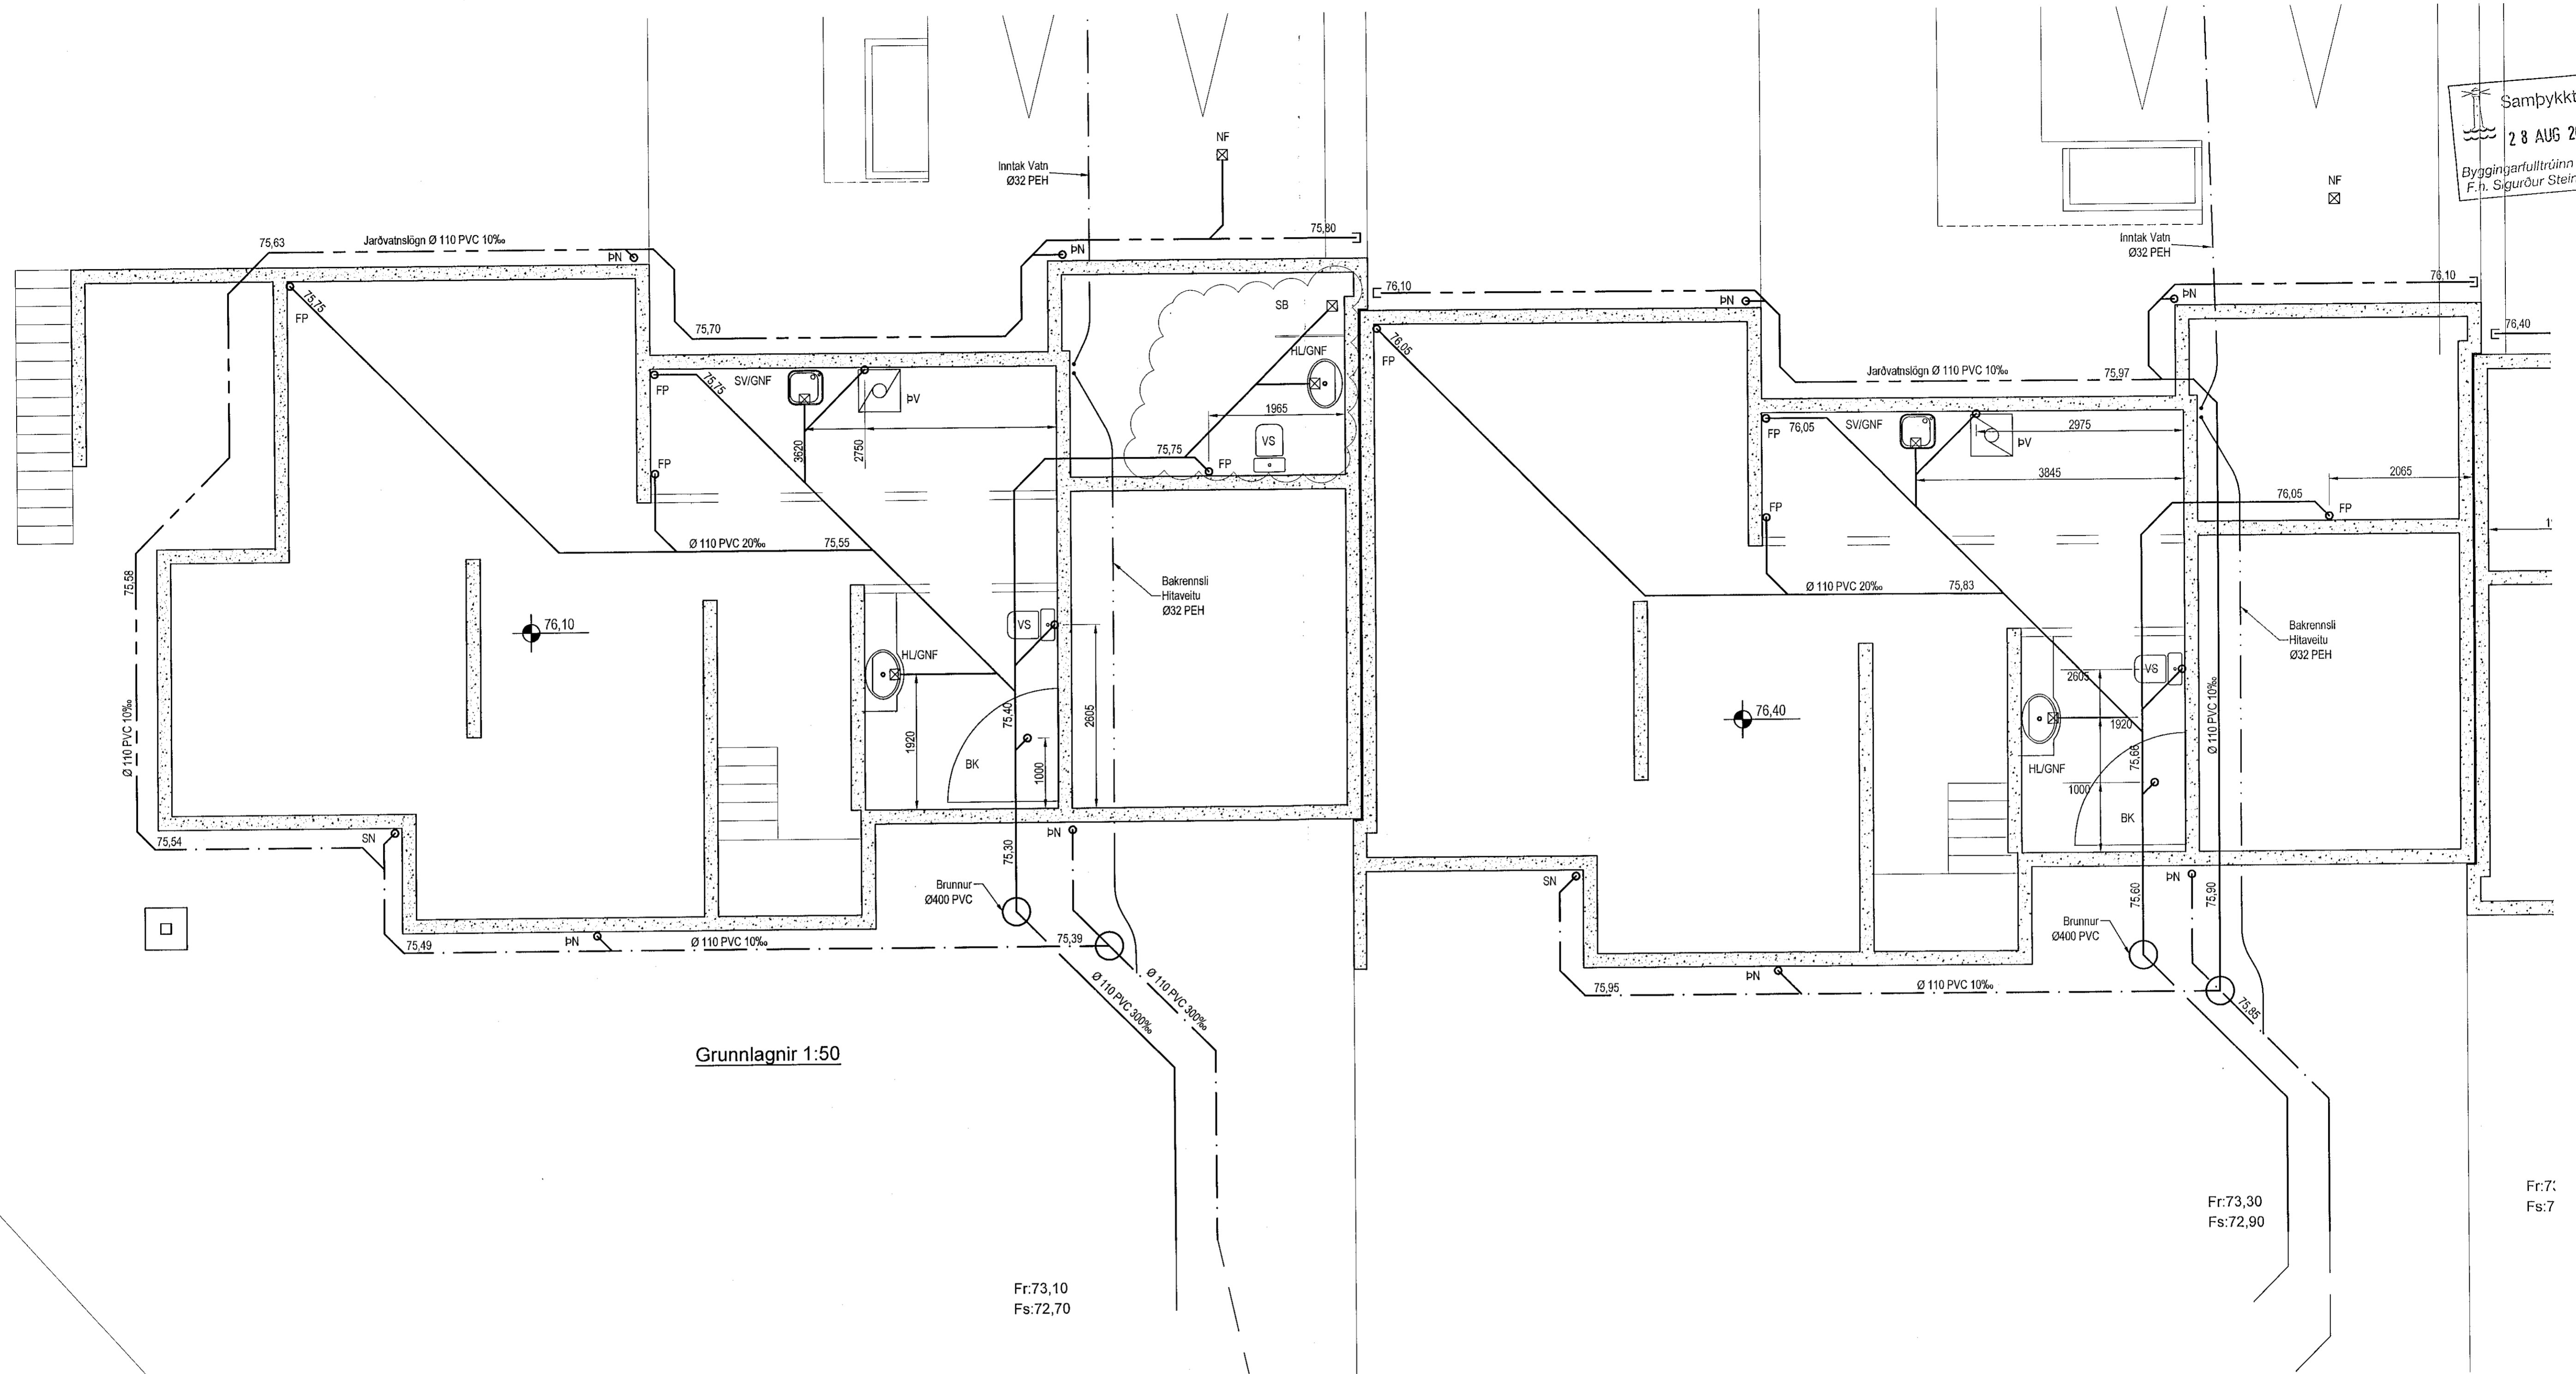 Samþykkt
28 AUG 2
Byggingarfulltrúinn
F.h. Sigurður Stein
NF
Inntak Vatn
Ø32 PEH
75,80
75,63
Jarðvatnslögn Ø 110 PVC 10‰
ÞN
ÞN
75,70
75,75
FP
FP
75,75
SV/GNF
ÞV
SB
HL/GNF
1965
VS
75,75
FP
3620
2750
FP
Ø 110 PVC 20‰
75,55
Bakrennsli
Hitaveitu
Ø32 PEH
75,58
76,10
VS
HL/GNF
75,40
2605
1920
1000
BK
Ø 110 PVC 10‰
75,54
SN
75,30
ÞN
Brunnur
Ø400 PVC
75,49
ÞN
Ø 110 PVC 10‰
75,39
Ø 110 PVC 300‰
Ø 110 PVC 300‰
Grunnlagnir 1:50
Fr:73,10
Fs:72,70
NF
Inntak Vatn
Ø32 PEH
76,10
76,10
ÞN
ÞN
76,40
76,05
FP
Jarðvatnslögn Ø 110 PVC 10‰
75,97
FP
76,05
SV/GNF
2975
ÞV
3845
2065
76,05
FP
FP
Ø 110 PVC 20‰
75,83
Bakrennsli
Hitaveitu
Ø32 PEH
76,40
VS
2605
1920
Ø 110 PVC 10‰
75,66
HL/GNF
1000
BK
SN
ÞN
75,60
75,90
Brunnur
Ø400 PVC
ÞN
75,95
Ø 110 PVC 10‰
75,85
Fr:73,30
Fs:72,90
Fr:7
Fs:7